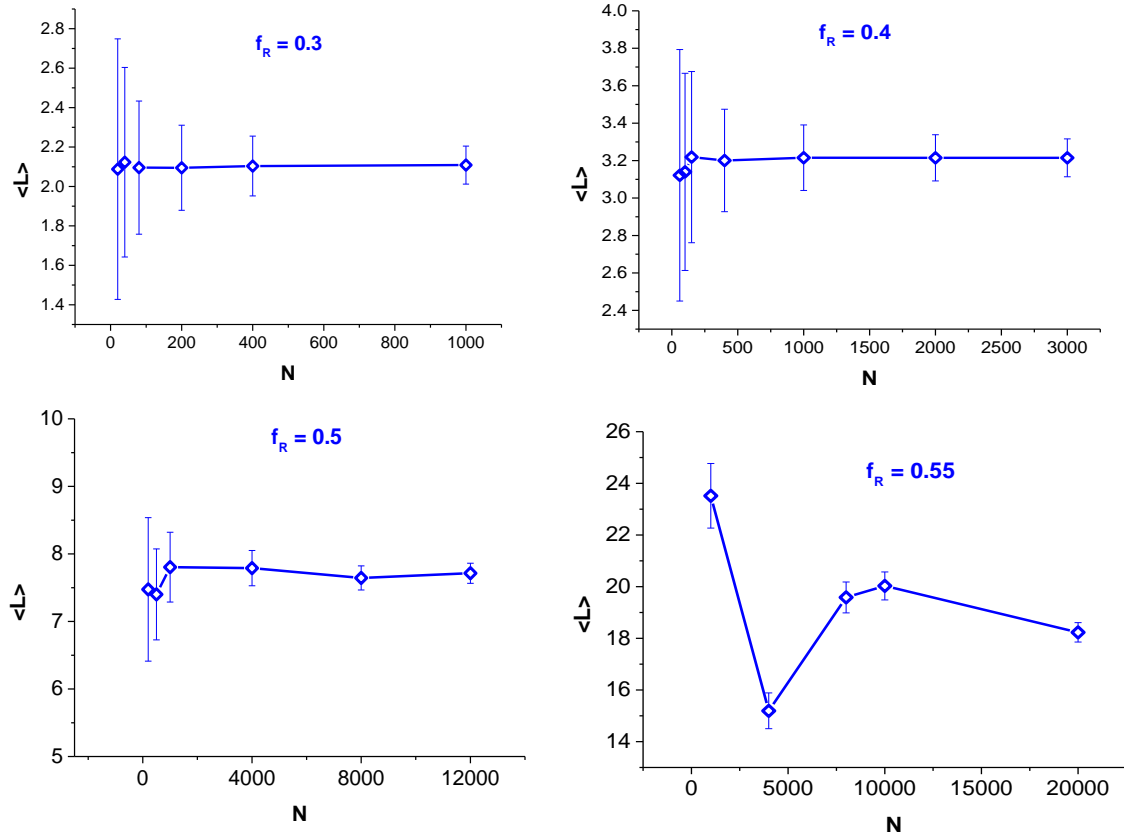 f_R = 0.3
<L>
2.8
2.6
2.4
2.2
2.0
1.8
1.6
1.4
0 200 400 600 800 1000
N
f_R = 0.4
<L>
4.0
3.8
3.6
3.4
3.2
3.0
2.8
2.6
2.4
0 500 1000 1500 2000 2500 3000
N
f_R = 0.5
<L>
10
9
8
7
6
5
0 4000 8000 12000
N
f_R = 0.55
<L>
26
24
22
20
18
16
14
0 5000 10000 15000 20000
N